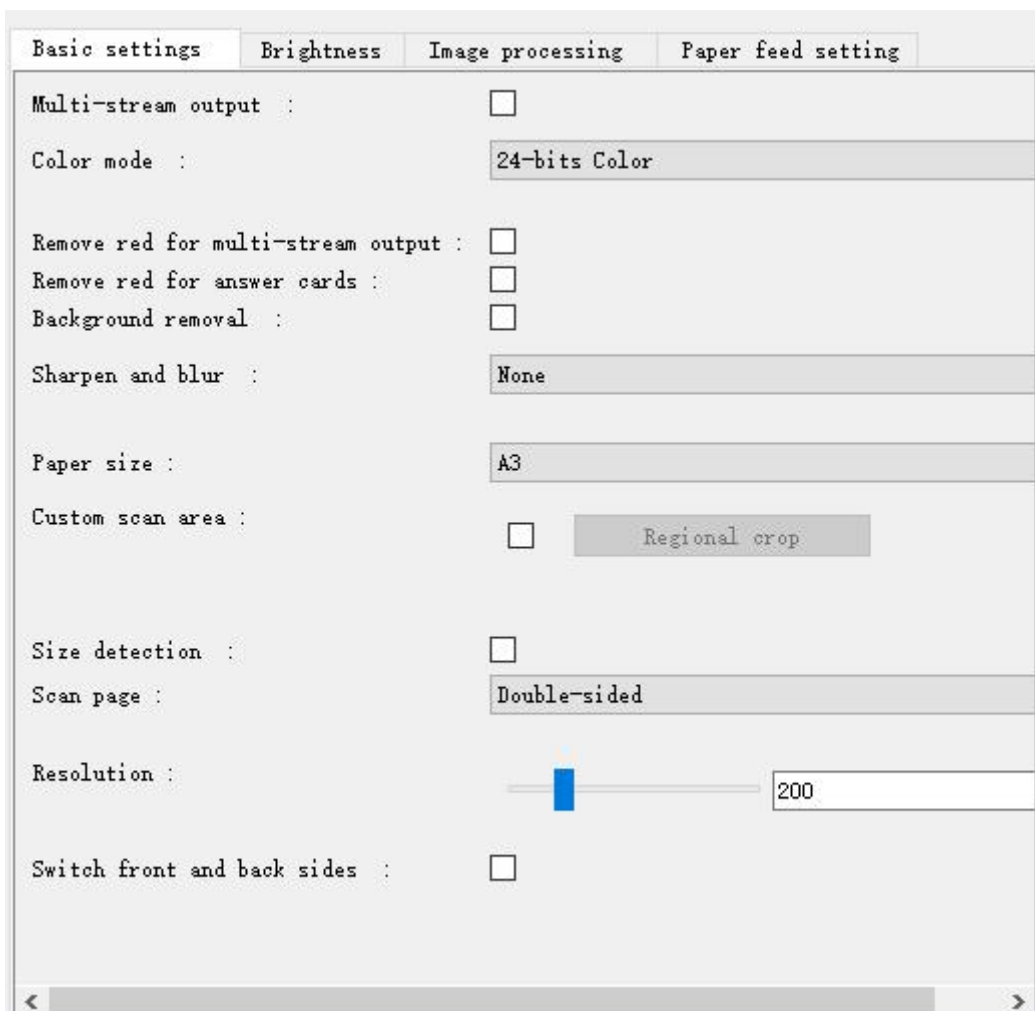 Basic settings Brightness Image processing Paper feed setting
Multi-stream output :
Color mode : 24-bits Color
Remove red for multi-stream output :
Remove red for answer cards :
Background removal :
Sharpen and blur : None
Paper size : A3
Custom scan area : Regional crop
Size detection :
Scan page : Double-sided
Resolution : 200
Switch front and back sides :